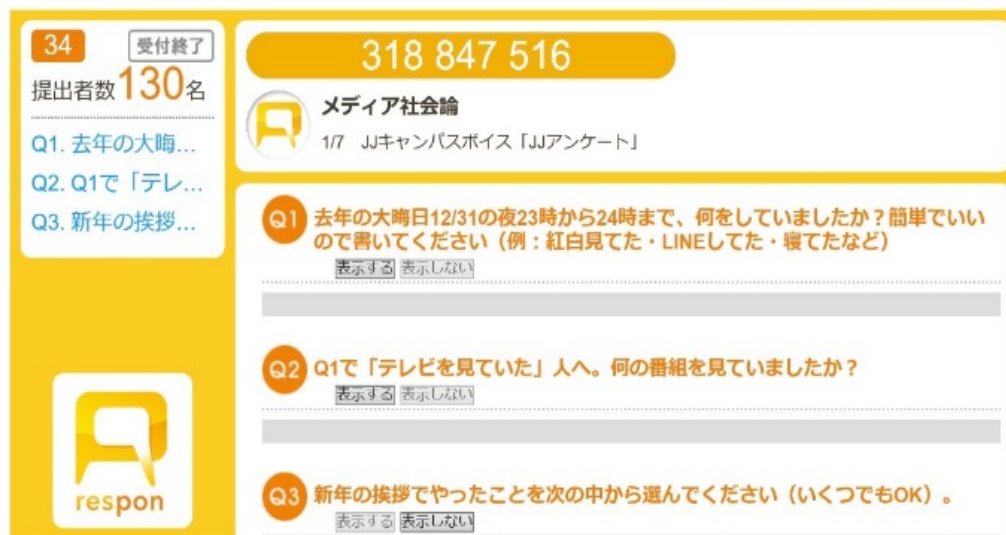 34 受付終了
提出者数130名
Q1. 去年の大晦...
Q2. Q1で「テレ...
Q3. 新年の挨拶...
respon
318 847 516
メディア社会論
1/7 JJキャンパスボイス「JJアンケート」
Q1 去年の大晦日12/31の夜23時から24時まで、何をしていましたか？簡単でいい
ので書いてください（例：紅白見てた・LINEしてた・寝てたなど）
表示する 表示しない
Q2 Q1で「テレビを見ていた」人へ。何の番組を見ていましたか？
表示する 表示しない
Q3 新年の挨拶でやったことを次の中から選んでください（いくつでもOK）。
表示する 表示しない